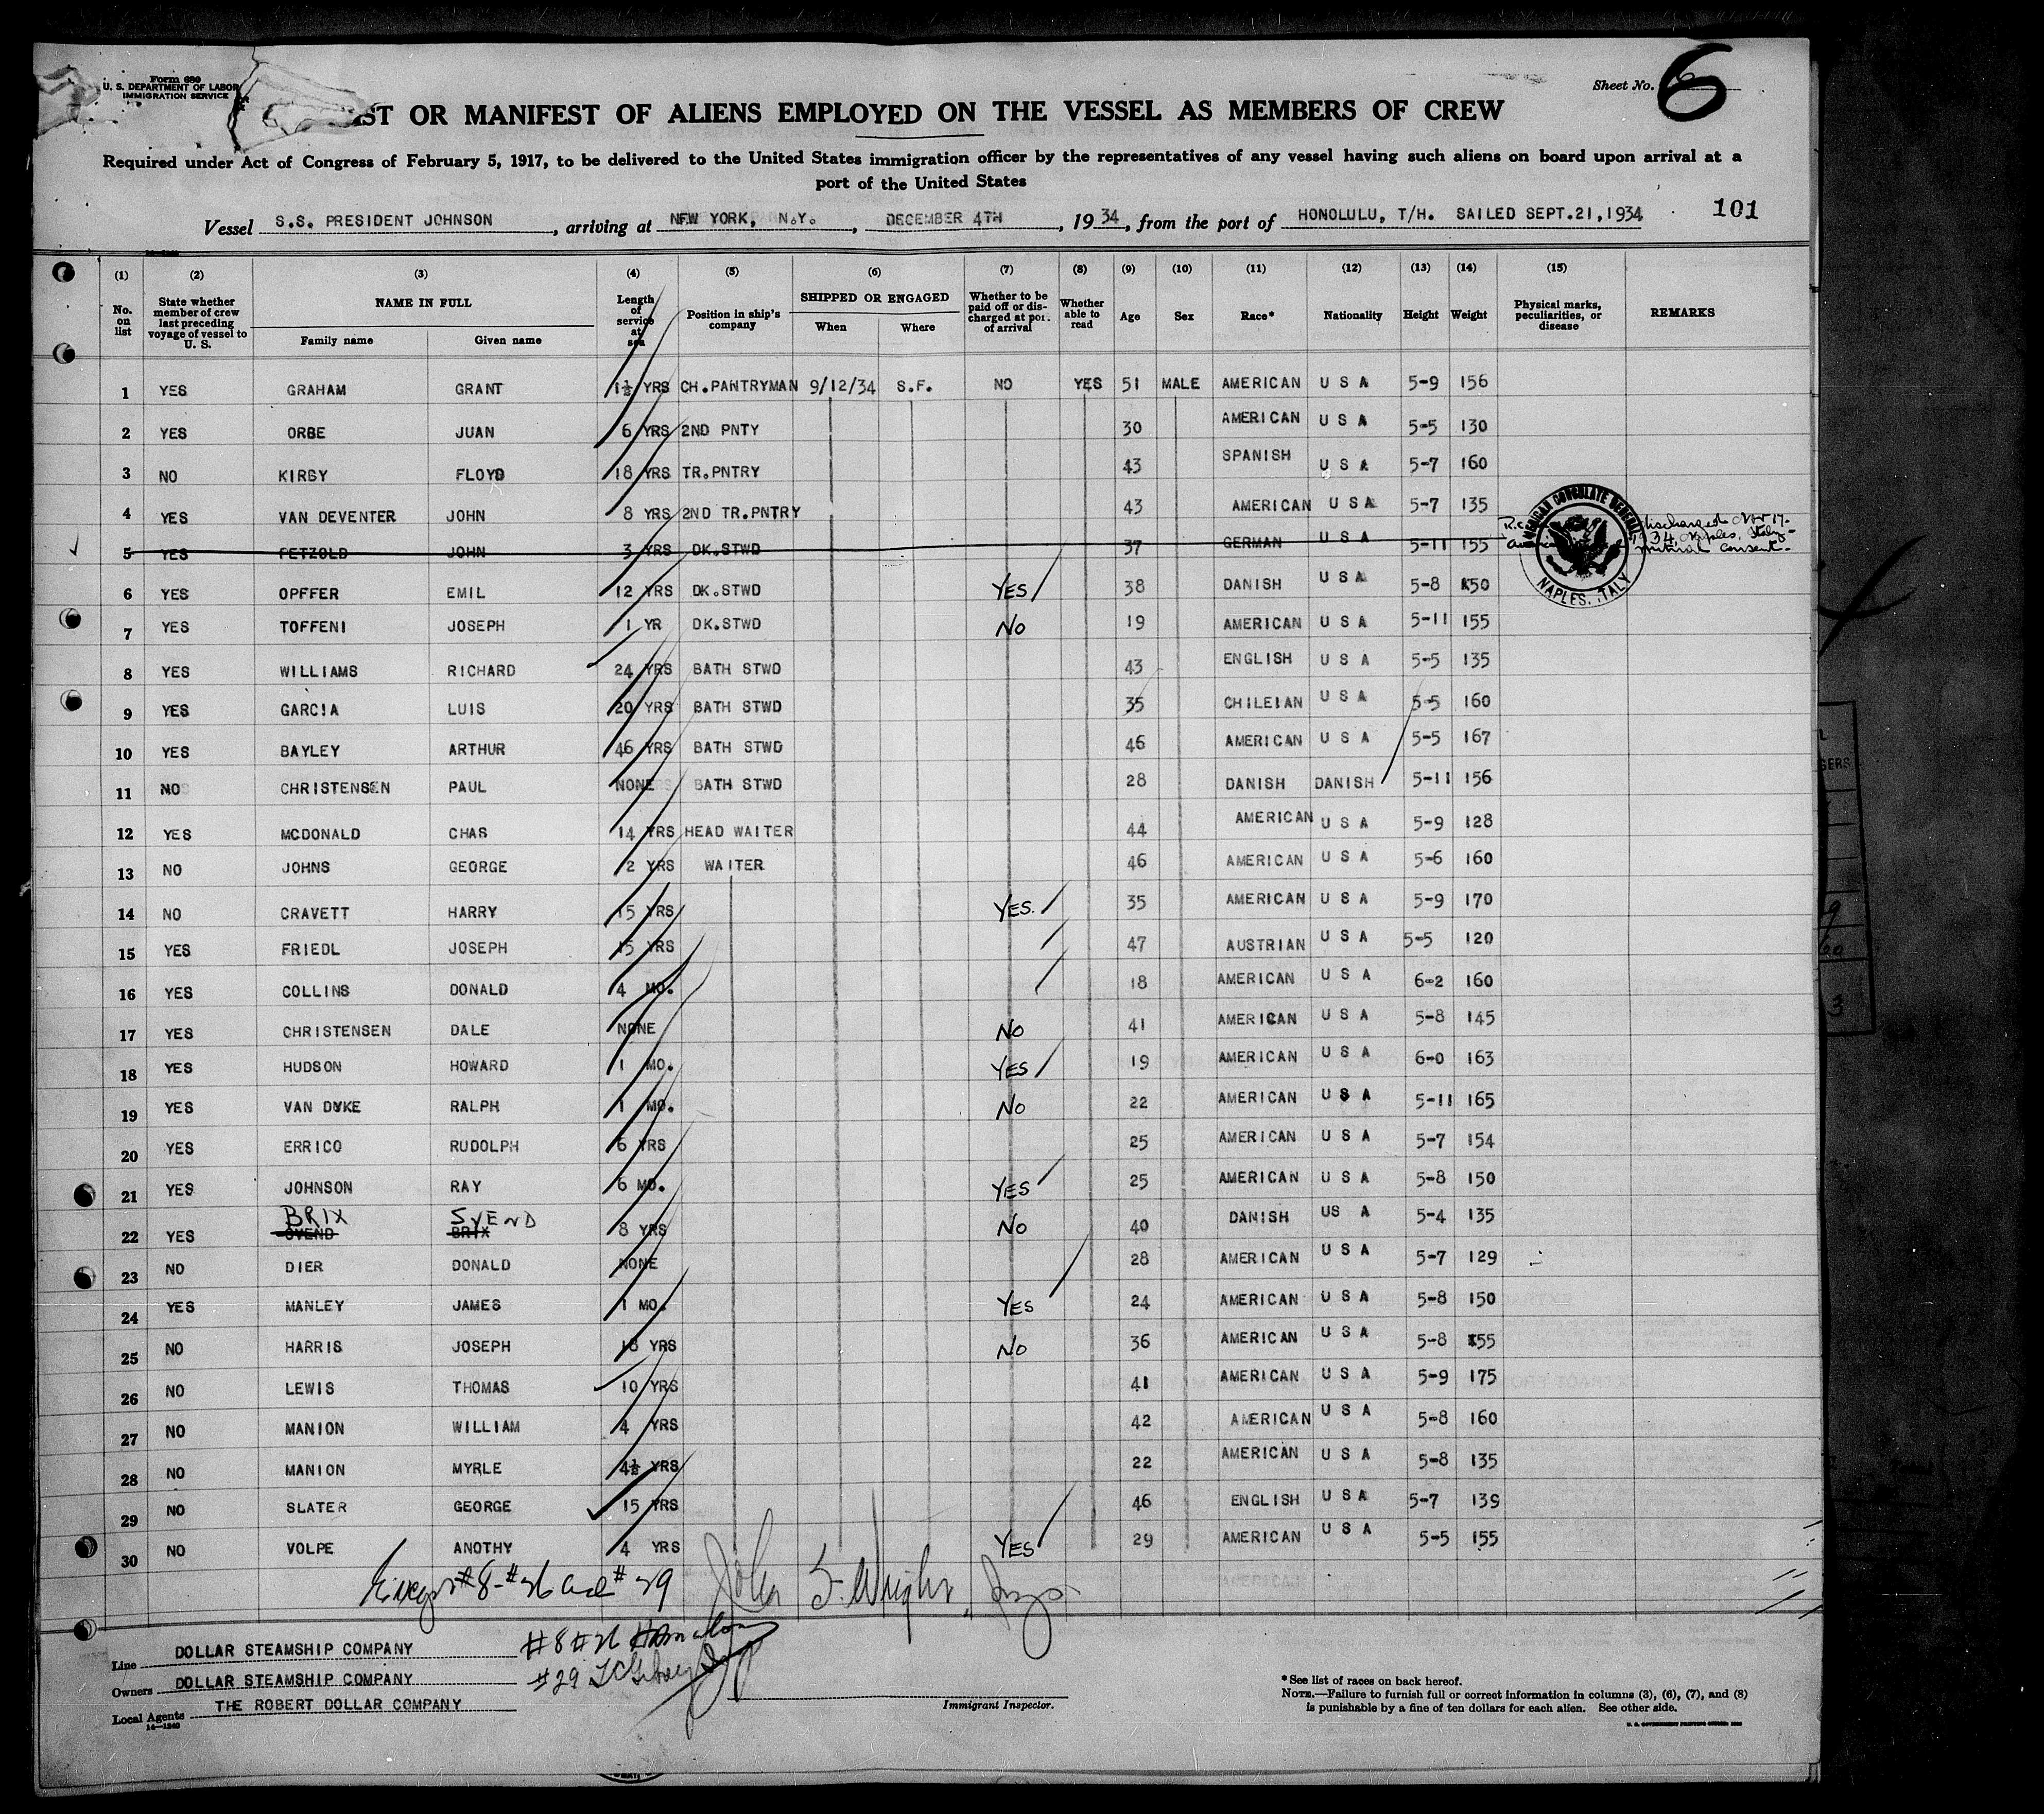 Form 680
U. S. DEPARTMENT OF LABOR
IMMIGRATION SERVICE
Sheet No. 6
IST OR MANIFEST OF ALIENS EMPLOYED ON THE VESSEL AS MEMBERS OF CREW
Required under Act of Congress of February 5, 1917, to be delivered to the United States immigration officer by the representatives of any vessel having such aliens on board upon arrival at a
port of the United States
Vessel S.S. PRESIDENT JOHNSON, arriving at NEW YORK, N.Y., DECEMBER 4TH, 1934, from the port of HONOLULU, T/H. SAILED SEPT.21,1934 101
(1) (2) (3) (4) (5) (6) (7) (8) (9) (10) (11) (12) (13) (14) (15)
No. on list State whether member of crew last preceding voyage of vessel to U. S. NAME IN FULL Family name Given name Length of service at sea Position in ship's company SHIPPED OR ENGAGED When Where Whether to be paid off or discharged at port of arrival Whether able to read Age Sex Race* Nationality Height Weight Physical marks, peculiarities, or disease REMARKS
1 YES GRAHAM GRANT 1½ YRS CH.PANTRYMAN 9/12/34 S.F. NO YES 51 MALE AMERICAN U S A 5-9 156
2 YES ORBE JUAN 6 YRS 2ND PNTY 30 AMERICAN U S A 5-5 130
3 NO KIRBY FLOYD 18 YRS TR.PNTRY 43 SPANISH U S A 5-7 160
4 YES VAN DEVENTER JOHN 8 YRS 2ND TR.PNTRY 43 AMERICAN U S A 5-7 135
5 YES PETZOLD JOHN 3 YRS DK.STWD 37 GERMAN U S A 5-11 155 discharged Nov 17. 34, Naples, Italy - mutual consent.
AMERICAN CONSULATE GENERAL NAPLES, ITALY
6 YES OPFFER EMIL 12 YRS DK.STWD YES 38 DANISH U S A 5-8 150
7 YES TOFFENI JOSEPH 1 YR DK.STWD NO 19 AMERICAN U S A 5-11 155
8 YES WILLIAMS RICHARD 24 YRS BATH STWD 43 ENGLISH U S A 5-5 135
9 YES GARCIA LUIS 20 YRS BATH STWD 35 CHILEIAN U S A 5-5 160
10 YES BAYLEY ARTHUR 46 YRS BATH STWD 46 AMERICAN U S A 5-5 167
11 NO CHRISTENSEN PAUL NONE BATH STWD 28 DANISH DANISH 5-11 156
12 YES MCDONALD CHAS 14 YRS HEAD WAITER 44 AMERICAN U S A 5-9 128
13 NO JOHNS GEORGE 2 YRS WAITER 46 AMERICAN U S A 5-6 160
14 NO CRAVETT HARRY 15 YRS YES 35 AMERICAN U S A 5-9 170
15 YES FRIEDL JOSEPH 15 YRS 47 AUSTRIAN U S A 5-5 120
16 YES COLLINS DONALD 4 MO. 18 AMERICAN U S A 6-2 160
17 YES CHRISTENSEN DALE NONE NO 41 AMERICAN U S A 5-8 145
18 YES HUDSON HOWARD 1 MO. YES 19 AMERICAN U S A 6-0 163
19 YES VAN DYKE RALPH 1 MO. NO 22 AMERICAN U S A 5-11 165
20 YES ERRICO RUDOLPH 6 YRS 25 AMERICAN U S A 5-7 154
21 YES JOHNSON RAY 6 MO. YES 25 AMERICAN U S A 5-8 150
BRIX SVEND
22 YES SVEND BRIX 8 YRS NO 40 DANISH US A 5-4 135
23 NO DIER DONALD NONE 28 AMERICAN U S A 5-7 129
24 YES MANLEY JAMES 1 MO. YES 24 AMERICAN U S A 5-8 150
25 NO HARRIS JOSEPH 18 YRS NO 36 AMERICAN U S A 5-8 155
26 NO LEWIS THOMAS 10 YRS 41 AMERICAN U S A 5-9 175
27 NO MANION WILLIAM 4 YRS 42 AMERICAN U S A 5-8 160
28 NO MANION MYRLE 4½ YRS 22 AMERICAN U S A 5-8 135
29 NO SLATER GEORGE 15 YRS 46 ENGLISH U S A 5-7 139
30 NO VOLPE ANOTHY 4 YRS YES 29 AMERICAN U S A 5-5 155
Except #8-#26 and #29 John S. Wright, Insp
#8 #26
#29
Line DOLLAR STEAMSHIP COMPANY
Owners DOLLAR STEAMSHIP COMPANY
Local Agents THE ROBERT DOLLAR COMPANY
14—1240
Immigrant Inspector.
*See list of races on back hereof.
NOTE.—Failure to furnish full or correct information in columns (3), (6), (7), and (8)
is punishable by a fine of ten dollars for each alien. See other side.